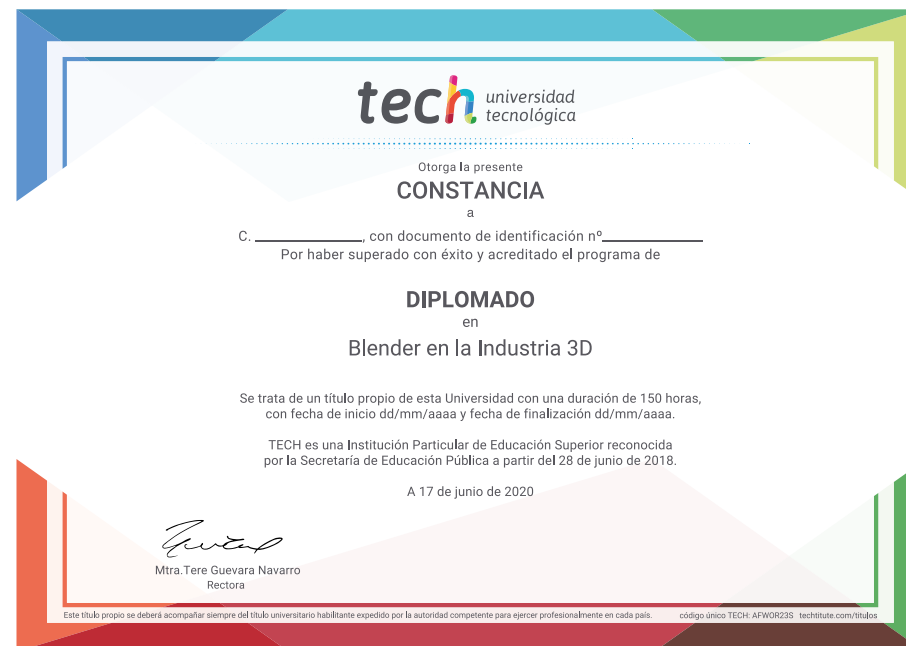 tech universidad
tecnológica
Otorga la presente
CONSTANCIA
a
C. ____________, con documento de identificación nº____________
Por haber superado con éxito y acreditado el programa de
DIPLOMADO
en
Blender en la Industria 3D
Se trata de un título propio de esta Universidad con una duración de 150 horas,
con fecha de inicio dd/mm/aaaa y fecha de finalización dd/mm/aaaa.
TECH es una Institución Particular de Educación Superior reconocida
por la Secretaría de Educación Pública a partir del 28 de junio de 2018.
A 17 de junio de 2020
Mtra.Tere Guevara Navarro
Rectora
Este título propio se deberá acompañar siempre del título universitario habilitante expedido por la autoridad competente para ejercer profesionalmente en cada país. código único TECH: AFWOR23S techtitute.com/titulos